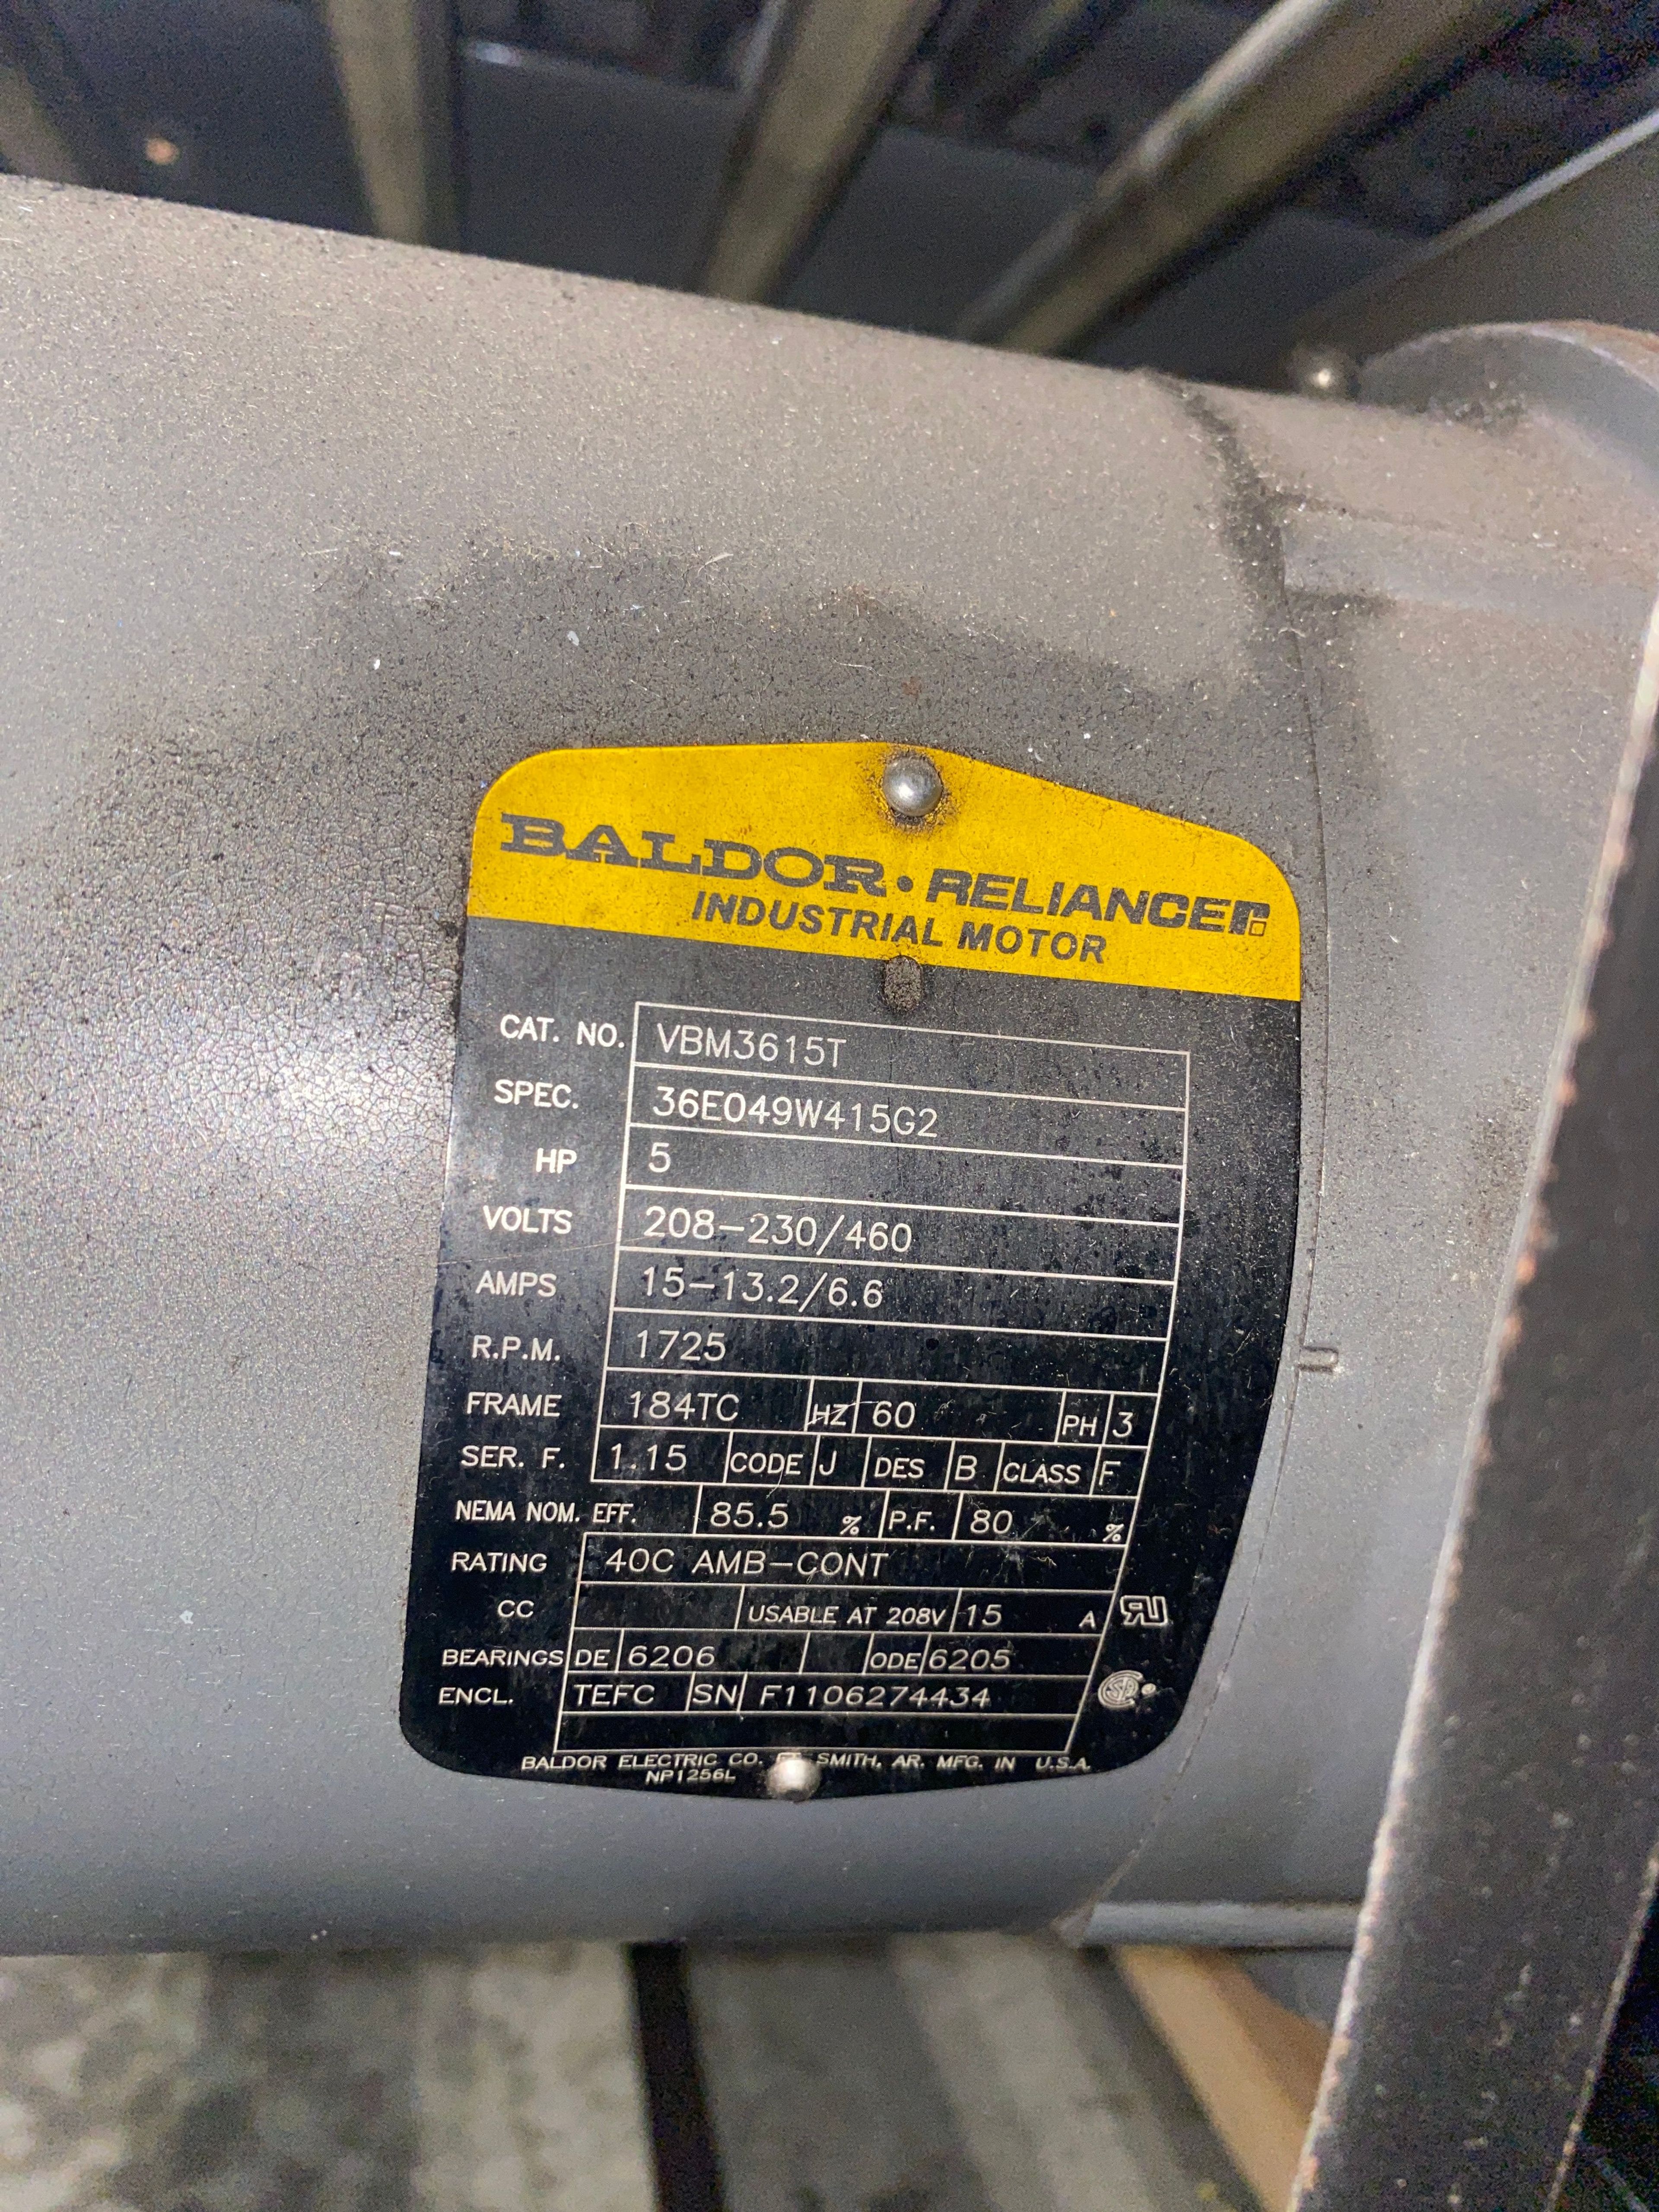 BALDOR • RELIANCE
INDUSTRIAL MOTOR
CAT. NO. VBM3615T
SPEC. 36E049W415G2
HP 5
VOLTS 208-230/460
AMPS 15-13.2/6.6
R.P.M. 1725
FRAME 184TC HZ 60 PH 3
SER. F. 1.15 CODE J DES B CLASS F
NEMA NOM. EFF. 85.5 % P.F. 80 %
RATING 40C AMB-CONT
CC USABLE AT 208V 15 A
BEARINGS DE 6206 ODE 6205
ENCL. TEFC SN F1106274434
BALDOR ELECTRIC CO. SMITH, AR. MFG. IN U.S.A.
NP1256L